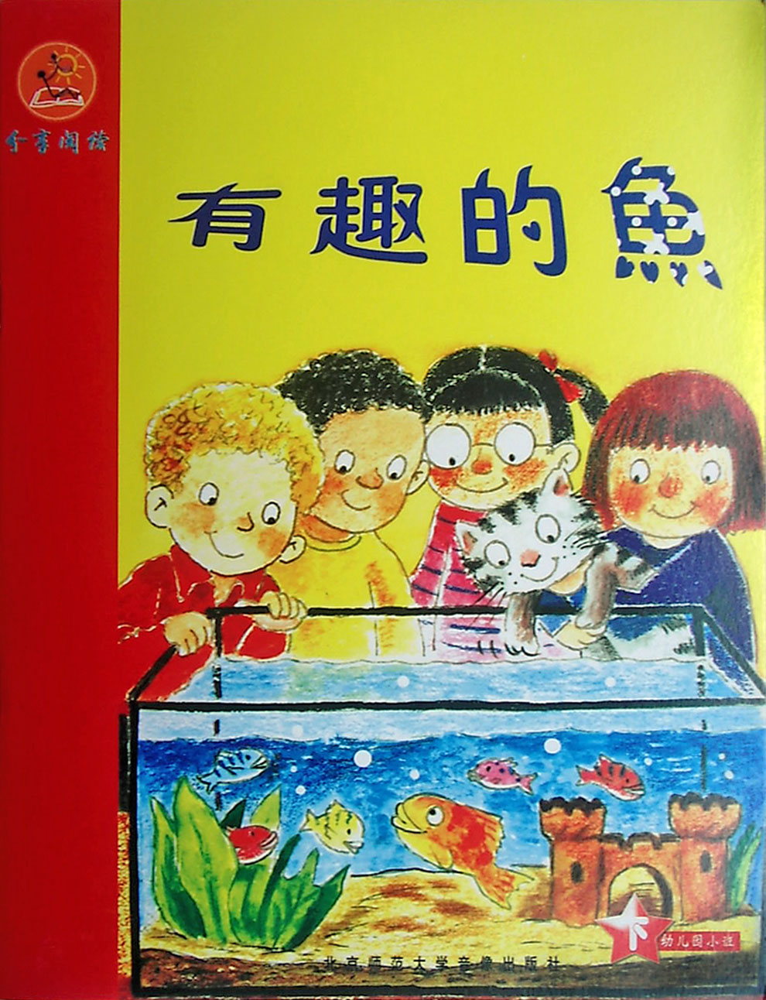 分享阅读
有趣的魚
下
幼儿园小班
北京师范大学音像出版社